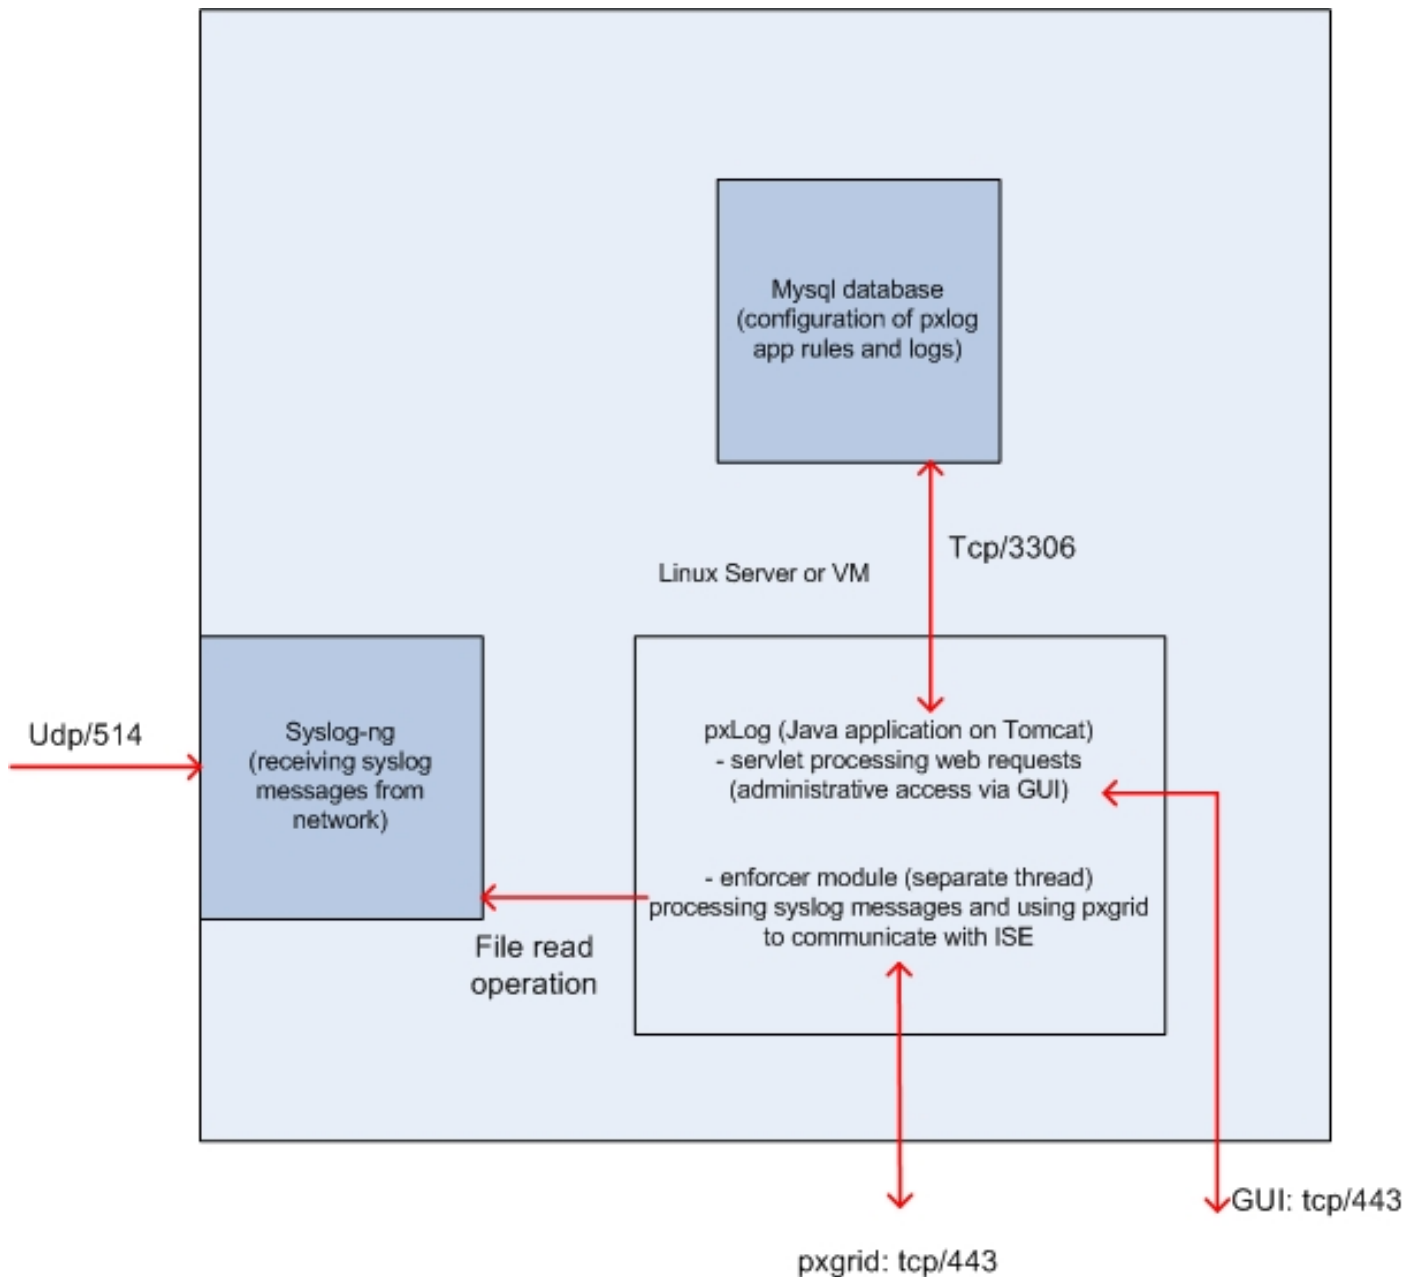 Mysql database
(configuration of pxlog
app rules and logs)
Tcp/3306
Linux Server or VM
Udp/514
Syslog-ng
(receiving syslog
messages from
network)
pxLog (Java application on Tomcat)
- servlet processing web requests
(administrative access via GUI)
- enforcer module (separate thread)
processing syslog messages and using pxgrid
to communicate with ISE
File read
operation
GUI: tcp/443
pxgrid: tcp/443